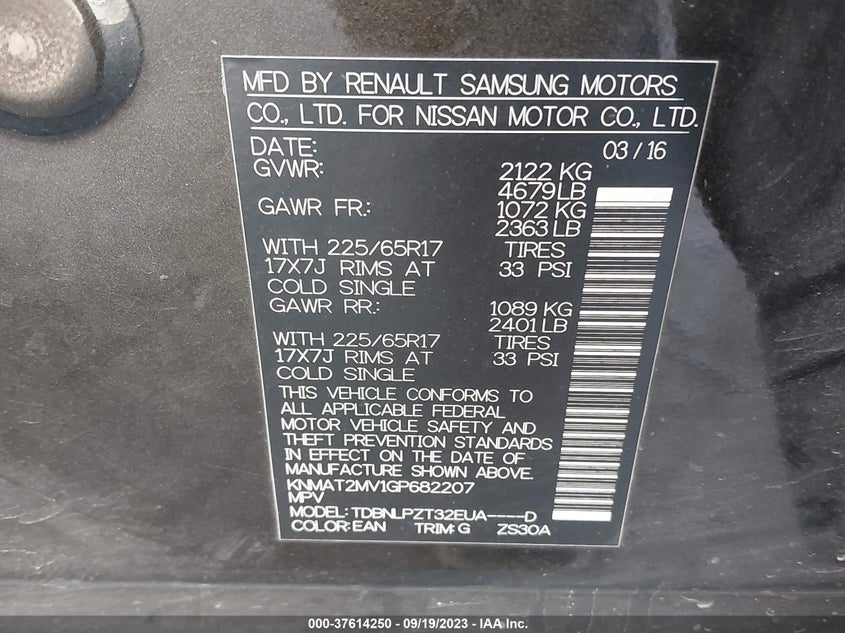 MFD BY RENAULT SAMSUNG MOTORS
CO., LTD. FOR NISSAN MOTOR CO., LTD.
DATE: 03 / 16
GVWR: 2122 KG
4679LB
GAWR FR.: 1072 KG
2363 LB
WITH 225/65R17 TIRES
17X7J RIMS AT 33 PSI
COLD SINGLE
GAWR RR.: 1089 KG
2401 LB
WITH 225/65R17 TIRES
17X7J RIMS AT 33 PSI
COLD SINGLE
THIS VEHICLE CONFORMS TO
ALL APPLICABLE FEDERAL
MOTOR VEHICLE SAFETY AND
THEFT PREVENTION STANDARDS
IN EFFECT ON THE DATE OF
MANUFACTURE SHOWN ABOVE.
KNMAT2MV1GP682207
MPV
MODEL: TDBNLPZT32EUA----D
COLOR: EAN TRIM: G ZS30A
000-37614250 - 09/19/2023 - IAA Inc.